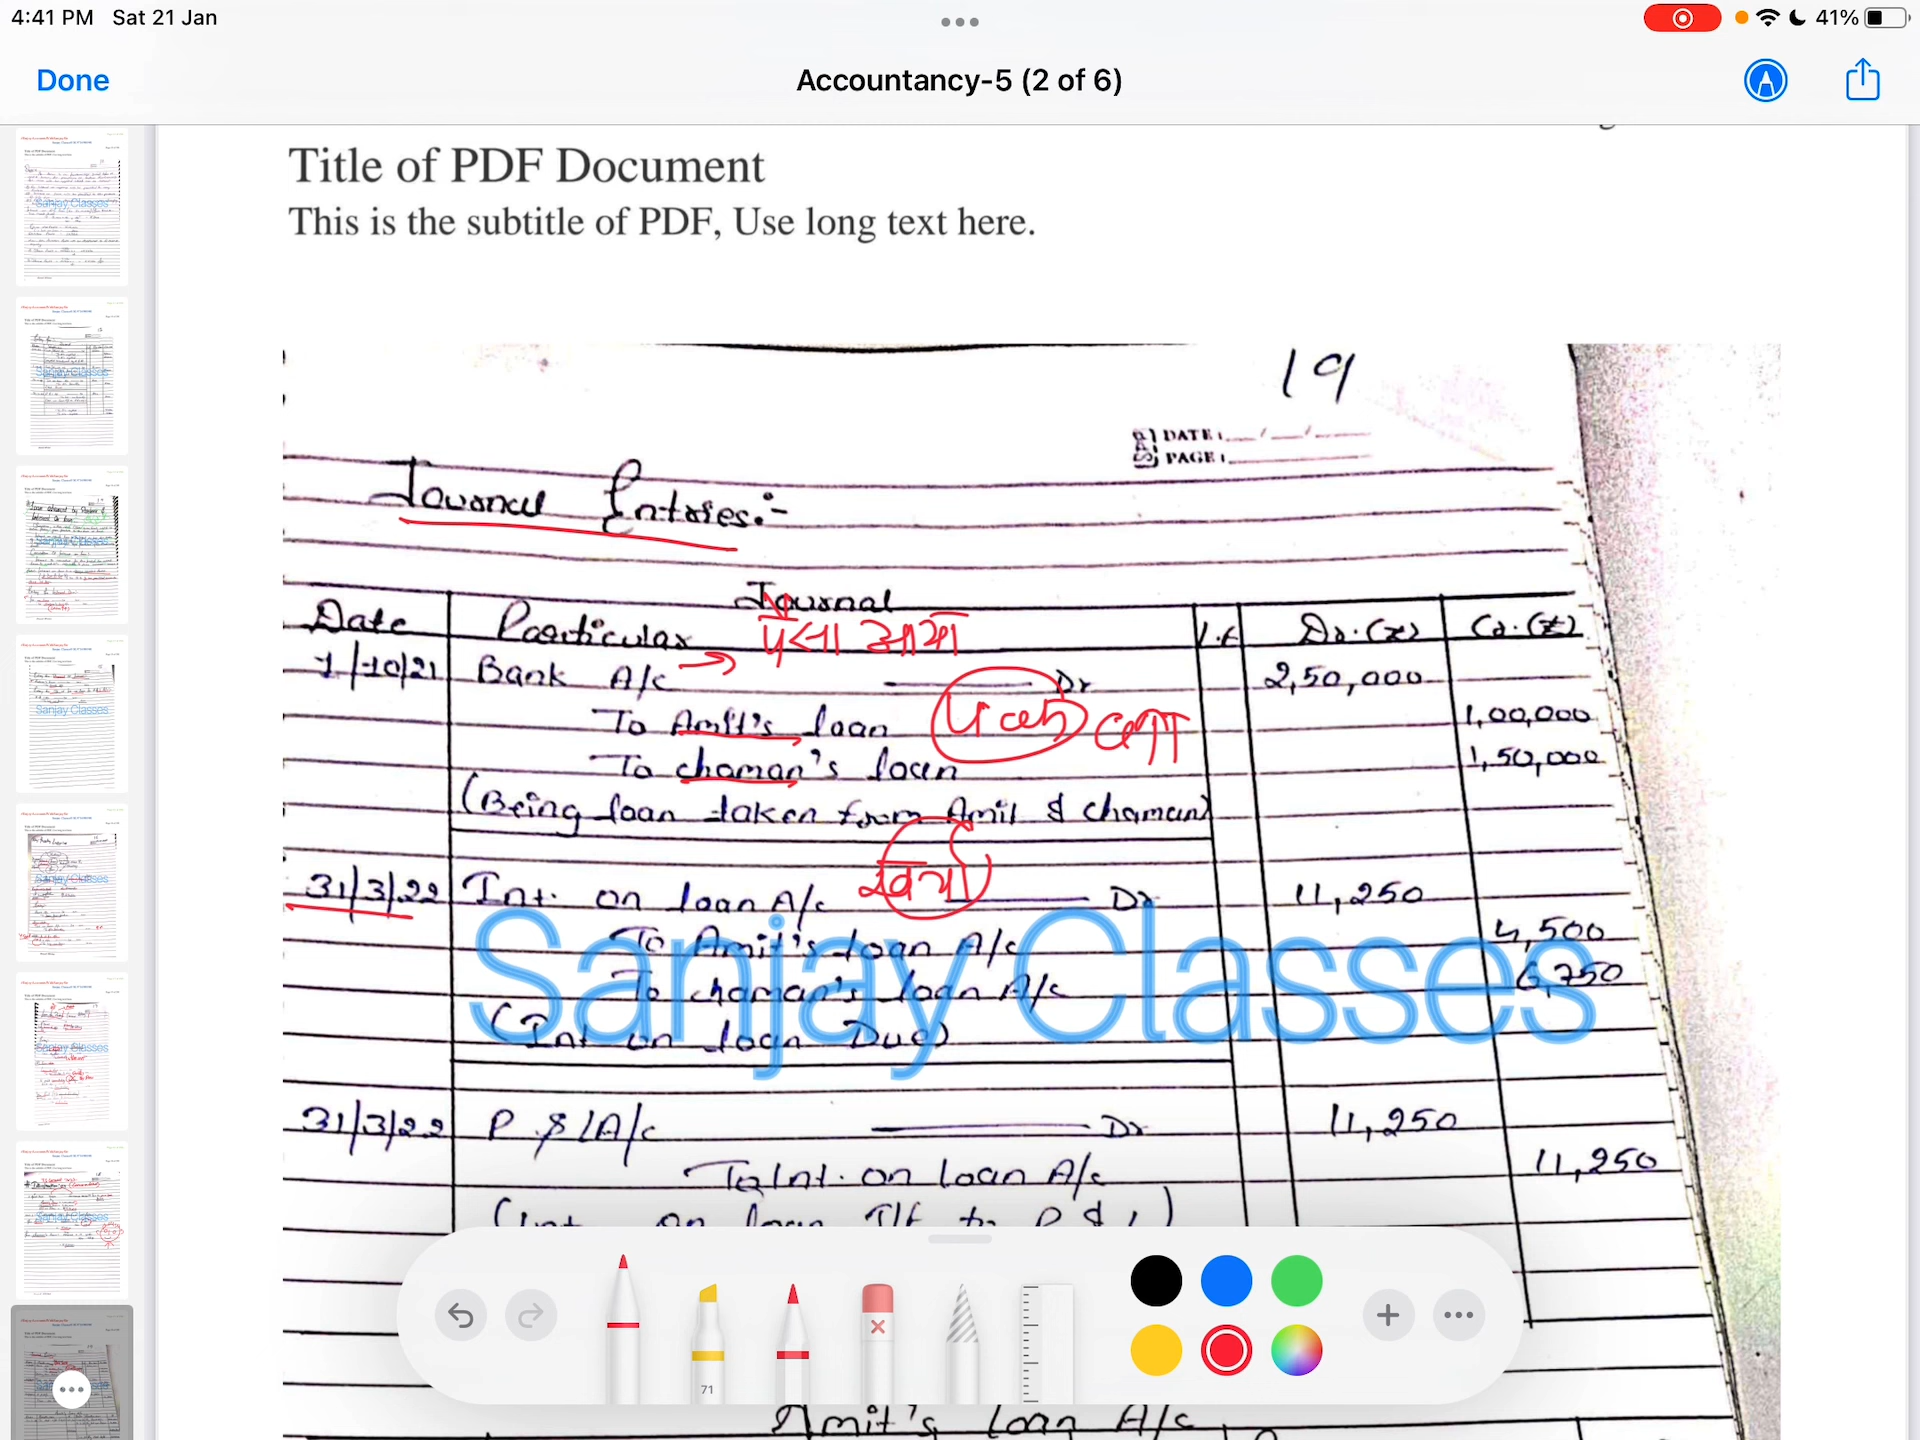 4:41 PM Sat 21 Jan
41%
Done
Accountancy-5 (2 of 6)
Title of PDF Document
This is the subtitle of PDF, Use long text here.
19
DATE :
PAGE :
Journal Entries:-
Journal
Date Particular L.F Dr.(₹) Cr.(₹)
पैसा आया
1/10/21 Bank A/c Dr 2,50,000
To Amit's loan 1,00,000
To chaman's loan 1,50,000
(Being loan taken from Amit & chaman)
31/3/22 Int. on loan A/c Dr 11,250
To Amit's loan A/c 4,500
To chaman's loan A/c 6,750
(Int on loan Due)
Sanjay Classes
31/3/22 P & L A/c Dr 11,250
To Int. on loan A/c 11,250
(Int on loan T/f to P & L)
71
Amit's loan A/c